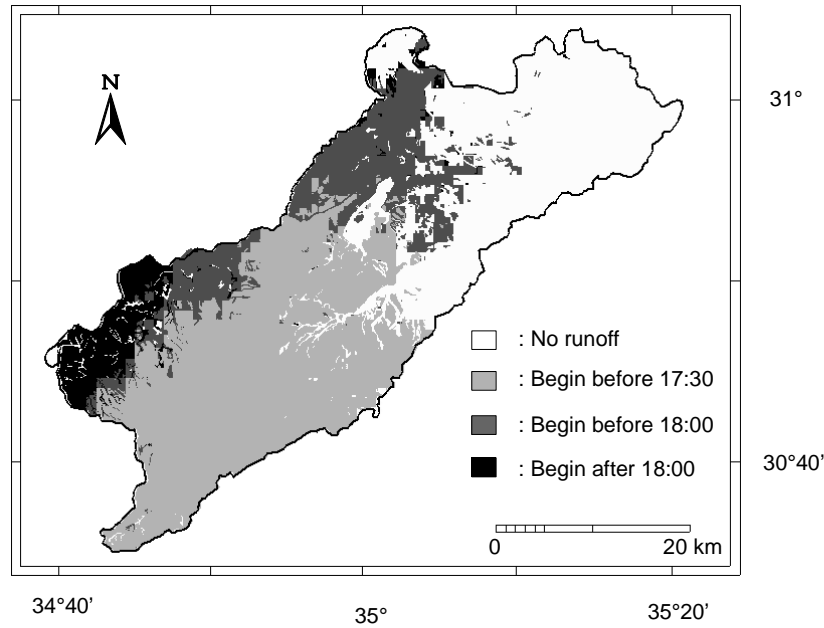 N
31°
: No runoff
: Begin before 17:30
: Begin before 18:00
: Begin after 18:00
30°40'
0 20 km
34°40' 35° 35°20'